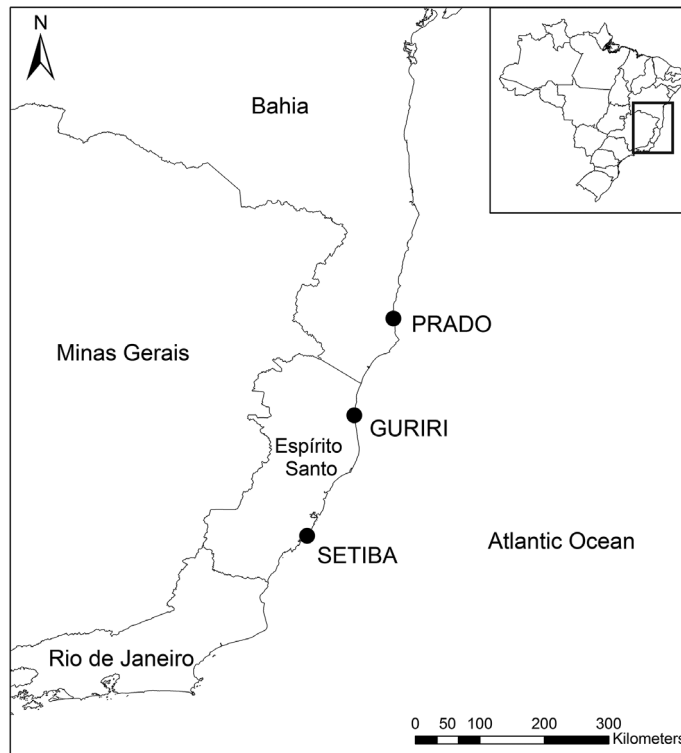 N
Bahia
PRADO
Minas Gerais
GURIRI
Espírito
Santo
SETIBA
Atlantic Ocean
Rio de Janeiro
0 50 100 200 300
Kilometers